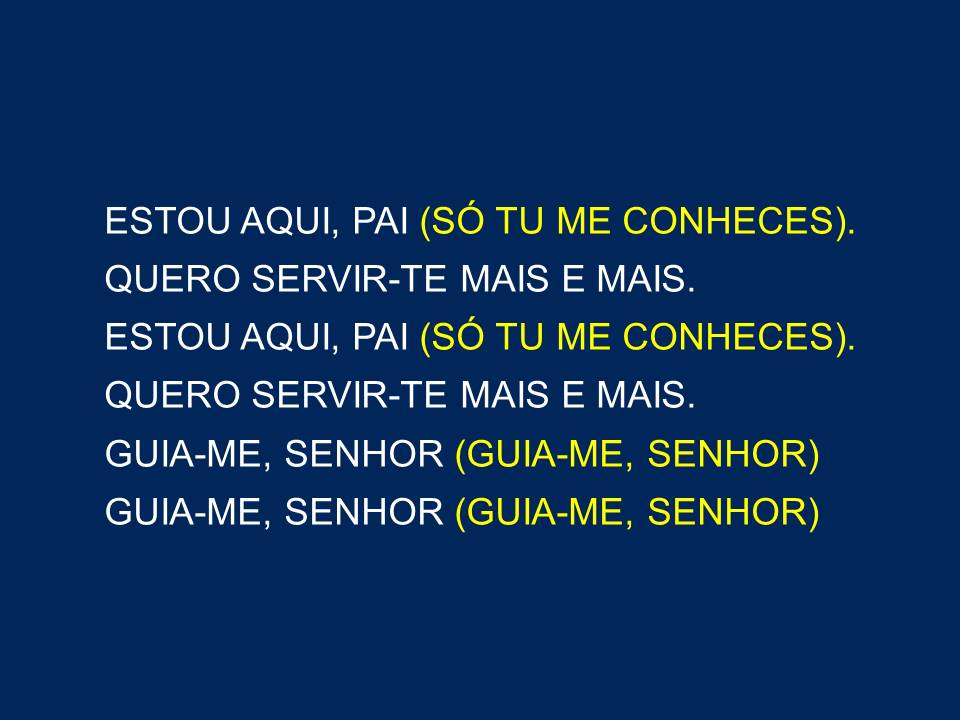 ESTOU AQUI, PAI (SÓ TU ME CONHECES).
QUERO SERVIR-TE MAIS E MAIS.
ESTOU AQUI, PAI (SÓ TU ME CONHECES).
QUERO SERVIR-TE MAIS E MAIS.
GUIA-ME, SENHOR (GUIA-ME, SENHOR)
GUIA-ME, SENHOR (GUIA-ME, SENHOR)